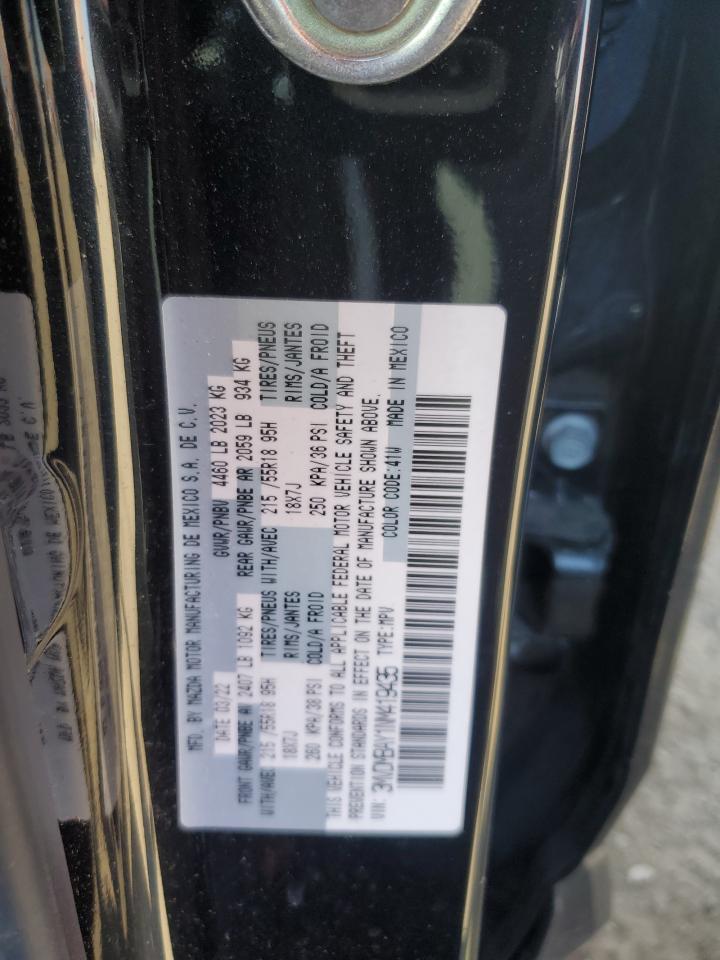 MFD. BY MAZDA MOTOR MANUFACTURING DE MEXICO S.A. DE C.V.
DATE 03/22 GVWR/PNBV 4460 LB 2023 KG
FRONT GAWR/PNBE AV 2407 LB 1092 KG REAR GAWR/PNBE AR 2059 LB 934 KG
WITH/AVEC 215 /55R18 95H TIRES/PNEUS WITH/AVEC 215 /55R18 95H TIRES/PNEUS
18X7J RIMS/JANTES 18X7J RIMS/JANTES
260 KPA/38 PSI COLD/A FROID 250 KPA/36 PSI COLD/A FROID
THIS VEHICLE CONFORMS TO ALL APPLICABLE FEDERAL MOTOR VEHICLE SAFETY AND THEFT
PREVENTION STANDARDS IN EFFECT ON THE DATE OF MANUFACTURE SHOWN ABOVE.
VIN: 3MVDMBAY1NM419435 TYPE:MPV COLOR CODE:41W MADE IN MEXICO